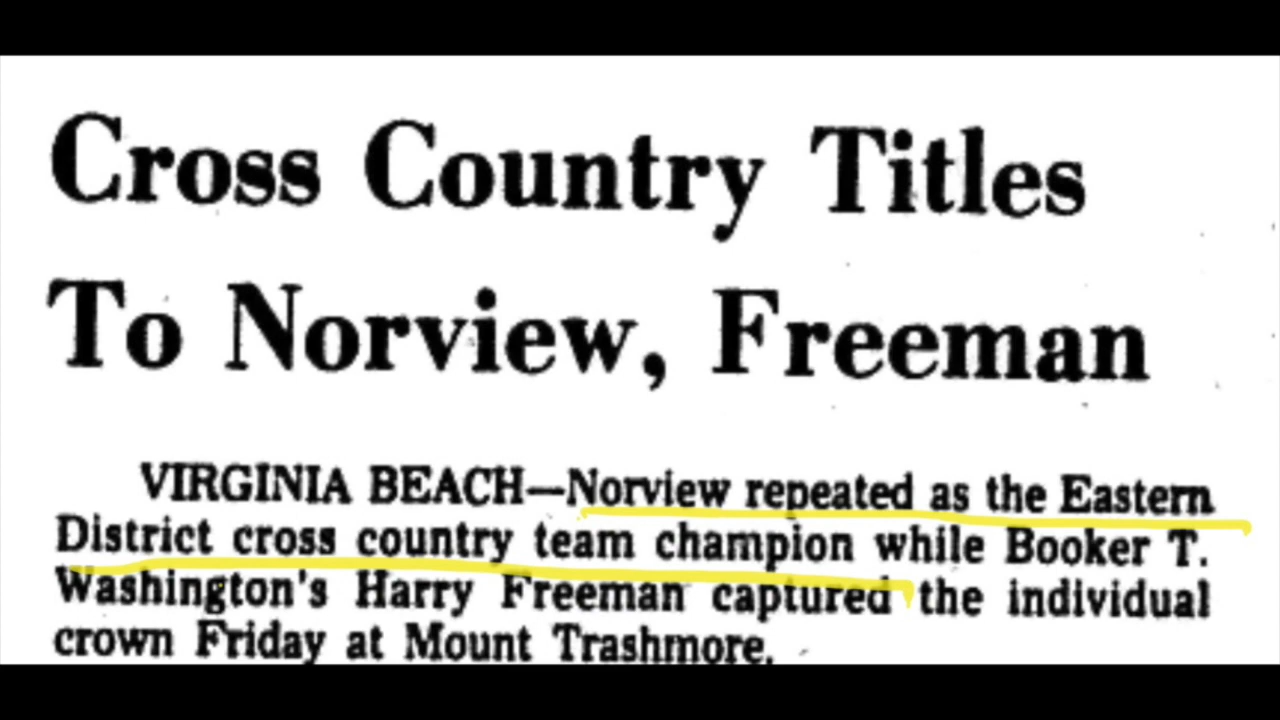 Cross Country Titles
To Norview, Freeman
VIRGINIA BEACH—Norview repeated as the Eastern
District cross country team champion while Booker T.
Washington's Harry Freeman captured the individual
crown Friday at Mount Trashmore.